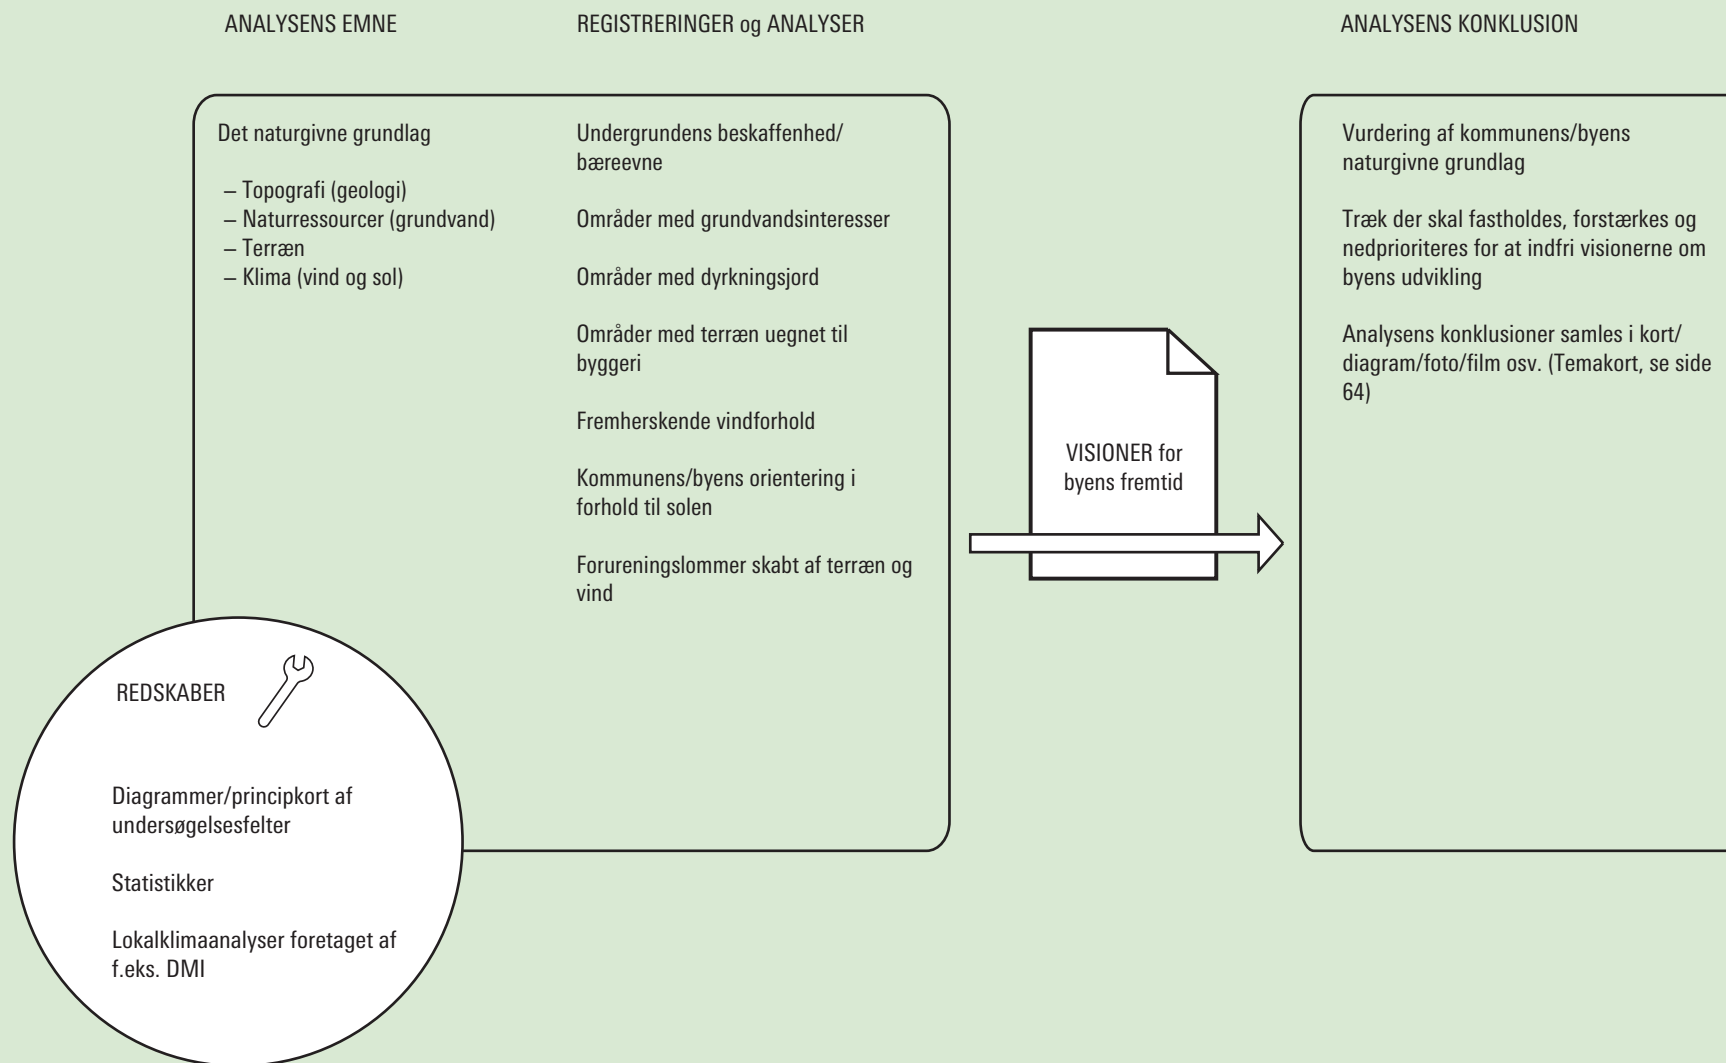 ANALYSENS EMNE
REGISTRERINGER og ANALYSER
ANALYSENS KONKLUSION
Det naturgivne grundlag
– Topografi (geologi)
– Naturressourcer (grundvand)
– Terræn
– Klima (vind og sol)
Undergrundens beskaffenhed/
bæreevne
Områder med grundvandsinteresser
Områder med dyrkningsjord
Områder med terræn uegnet til
byggeri
Fremherskende vindforhold
Kommunens/byens orientering i
forhold til solen
Forureningslommer skabt af terræn og
vind
VISIONER for
byens fremtid
Vurdering af kommunens/byens
naturgivne grundlag
Træk der skal fastholdes, forstærkes og
nedprioriteres for at indfri visionerne om
byens udvikling
Analysens konklusioner samles i kort/
diagram/foto/film osv. (Temakort, se side
64)
REDSKABER
Diagrammer/principkort af
undersøgelsesfelter
Statistikker
Lokalklimaanalyser foretaget af
f.eks. DMI